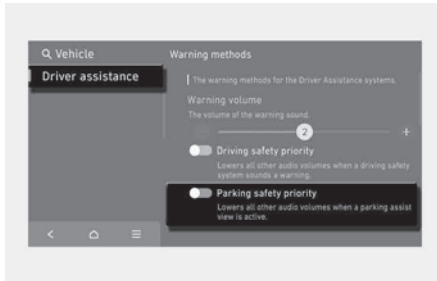 Vehicle
Warning methods
Driver assistance
The warning methods for the Driver Assistance systems.
Warning volume
The volume of the warning sound.
2
Driving safety priority
Lowers all other audio volumes when a driving safety
system sounds a warning.
Parking safety priority
Lowers all other audio volumes when a parking assist
view is active.